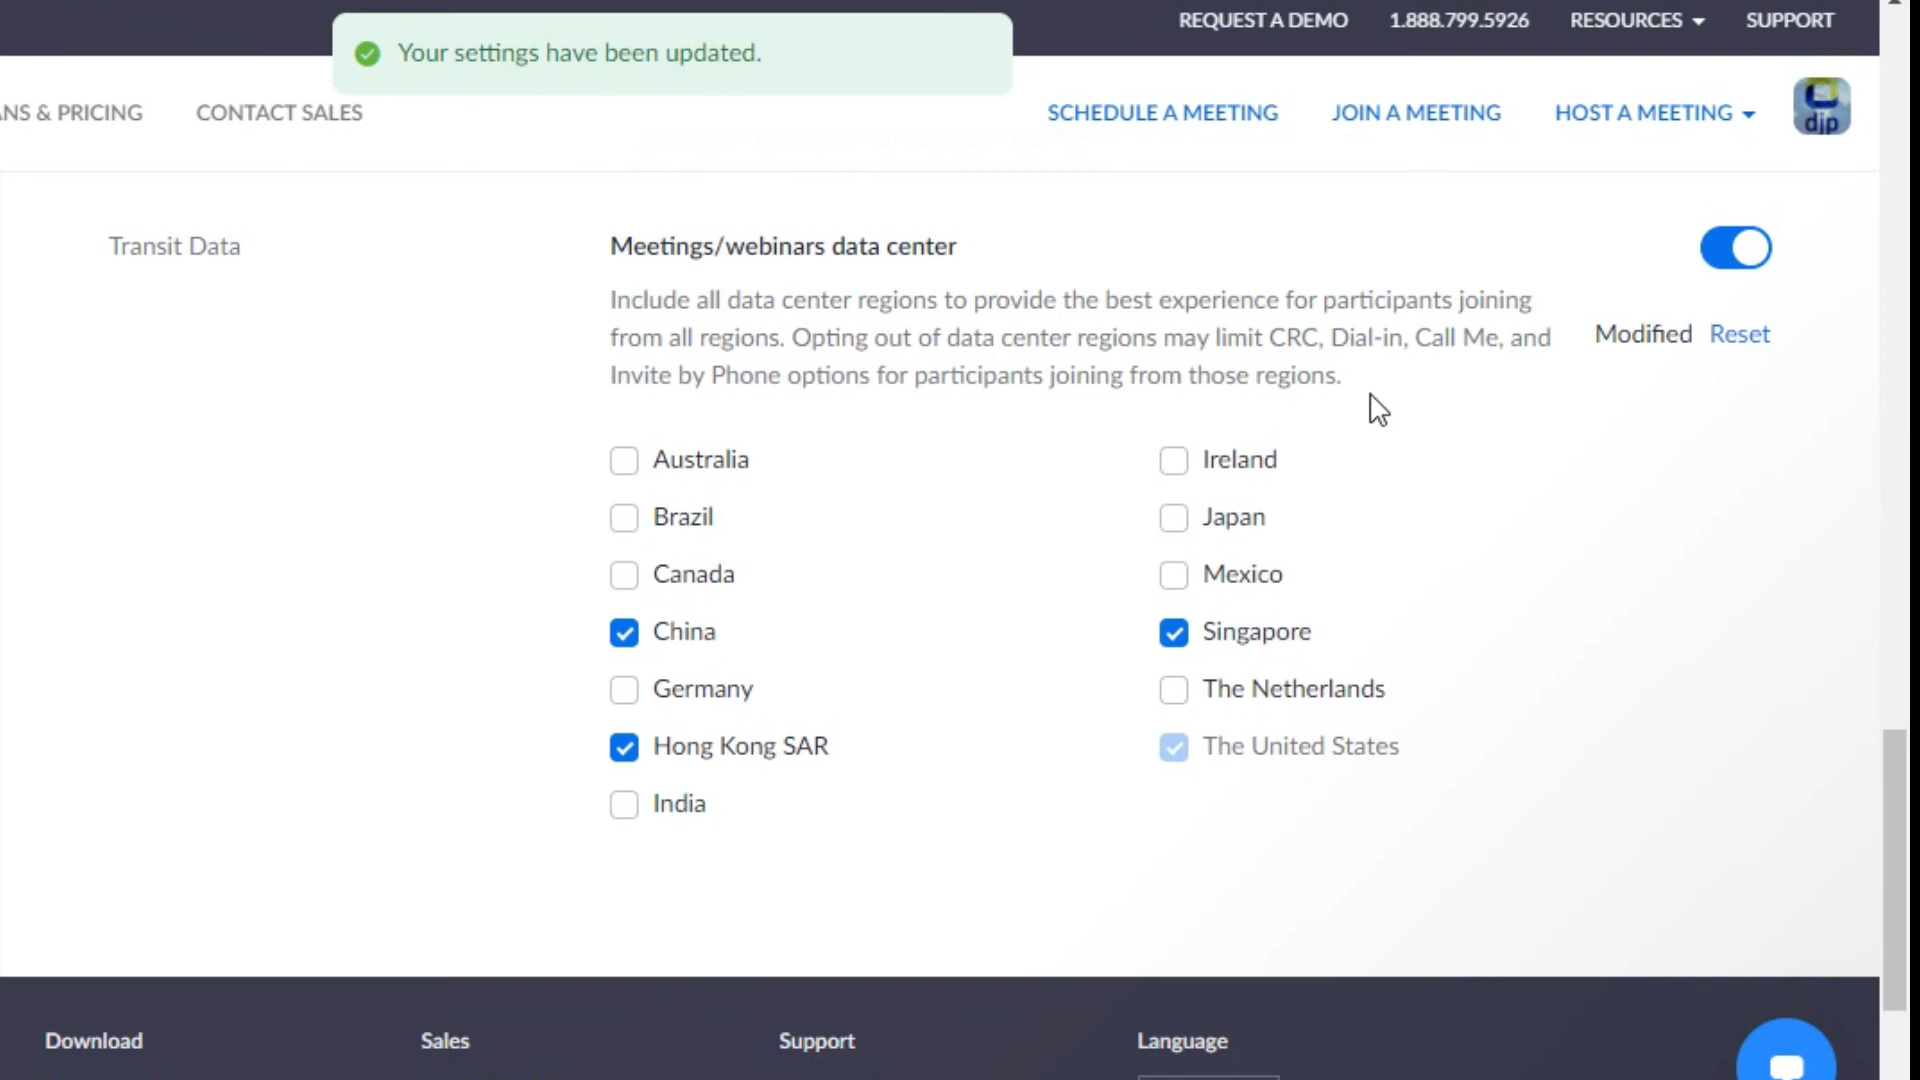 REQUEST A DEMO 1.888.799.5926 RESOURCES SUPPORT
Your settings have been updated.
ANS & PRICING CONTACT SALES SCHEDULE A MEETING JOIN A MEETING HOST A MEETING
djp
Transit Data
Meetings/webinars data center
Include all data center regions to provide the best experience for participants joining
from all regions. Opting out of data center regions may limit CRC, Dial-in, Call Me, and
Invite by Phone options for participants joining from those regions.
Modified Reset
Australia
Brazil
Canada
China
Germany
Hong Kong SAR
India
Ireland
Japan
Mexico
Singapore
The Netherlands
The United States
Download Sales Support Language